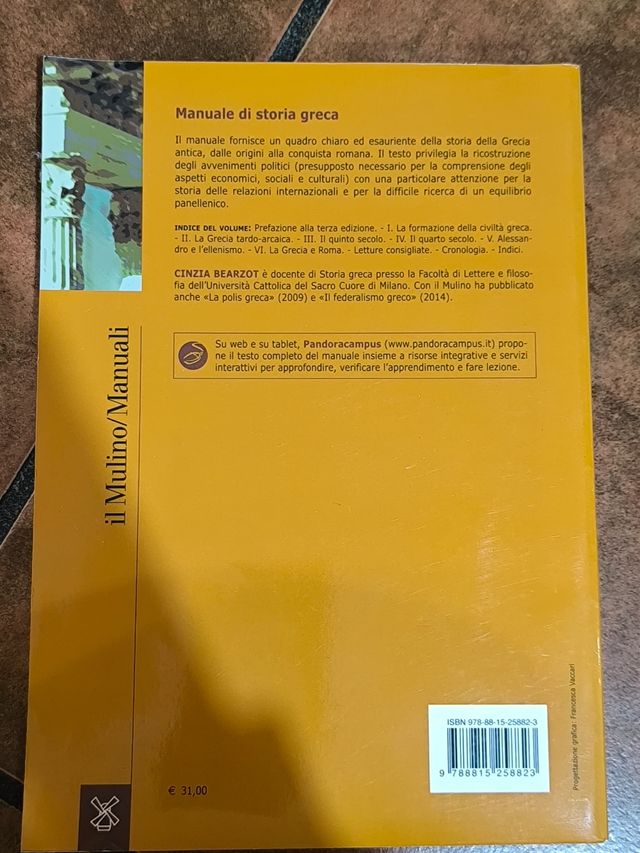 Manuale di storia greca
Il manuale fornisce un quadro chiaro ed esauriente della storia della Grecia
antica, dalle origini alla conquista romana. Il testo privilegia la ricostruzione
degli avvenimenti politici (presupposto necessario per la comprensione degli
aspetti economici, sociali e culturali) con una particolare attenzione per la
storia delle relazioni internazionali e per la difficile ricerca di un equilibrio
panellenico.
INDICE DEL VOLUME: Prefazione alla terza edizione. - I. La formazione della civiltà greca.
- II. La Grecia tardo-arcaica. - III. Il quinto secolo. - IV. Il quarto secolo. - V. Alessan-
dro e l'ellenismo. - VI. La Grecia e Roma. - Letture consigliate. - Cronologia. - Indici.
CINZIA BEARZOT è docente di Storia greca presso la Facoltà di Lettere e filoso-
fia dell'Università Cattolica del Sacro Cuore di Milano. Con il Mulino ha pubblicato
anche «La polis greca» (2009) e «Il federalismo greco» (2014).
Su web e su tablet, Pandoracampus (www.pandoracampus.it) propo-
ne il testo completo del manuale insieme a risorse integrative e servizi
interattivi per approfondire, verificare l'apprendimento e fare lezione.
il Mulino/Manuali
€ 31,00
ISBN 978-88-15-25882-3
9 788815 258823
Progettazione grafica: Francesca Vaccari